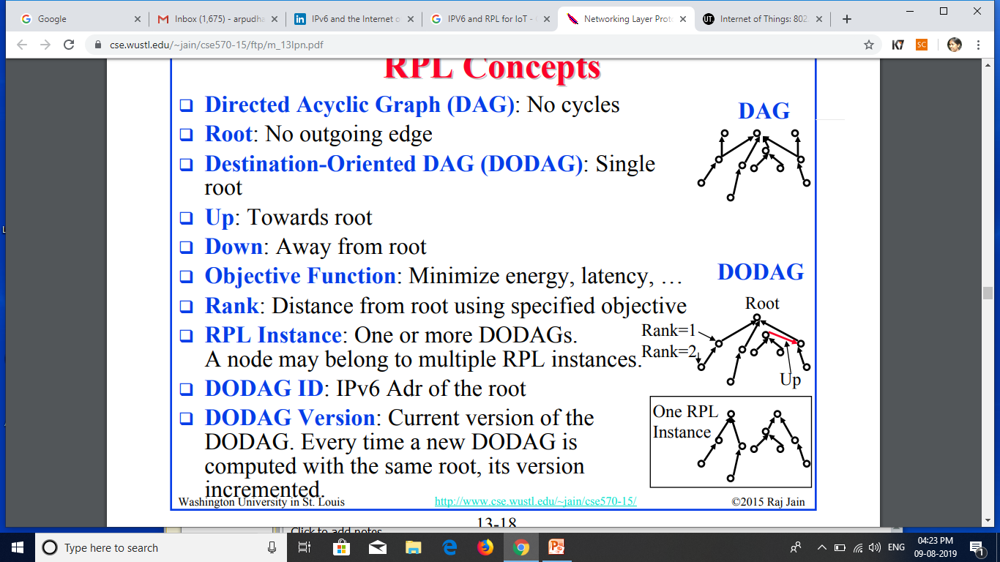 Google
Inbox (1,675) - arpudha
IPv6 and the Internet o
IPV6 and RPL for IoT -
Networking Layer Proto
Internet of Things: 802.
cse.wustl.edu/~jain/cse570-15/ftp/m_13lpn.pdf
K7
SC
RPL Concepts
Directed Acyclic Graph (DAG): No cycles
Root: No outgoing edge
Destination-Oriented DAG (DODAG): Single
root
Up: Towards root
Down: Away from root
Objective Function: Minimize energy, latency, …
Rank: Distance from root using specified objective
RPL Instance: One or more DODAGs.
A node may belong to multiple RPL instances.
DODAG ID: IPv6 Adr of the root
DODAG Version: Current version of the
DODAG. Every time a new DODAG is
computed with the same root, its version
incremented.
DAG
DODAG
Root
Rank=1
Rank=2
Up
One RPL
Instance
Washington University in St. Louis
http://www.cse.wustl.edu/~jain/cse570-15/
©2015 Raj Jain
13-18
Click to add notes
Type here to search
ENG
04:23 PM
09-08-2019
1